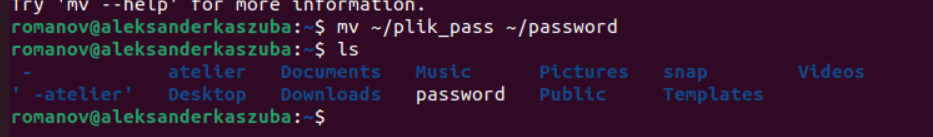 Try 'mv --help' for more information.
romanov@aleksanderkaszuba:~$ mv ~/plik_pass ~/password
romanov@aleksanderkaszuba:~$ ls
 -            atelier   Documents   Music      Pictures   snap        Videos
' -atelier'   Desktop   Downloads   password   Public     Templates
romanov@aleksanderkaszuba:~$